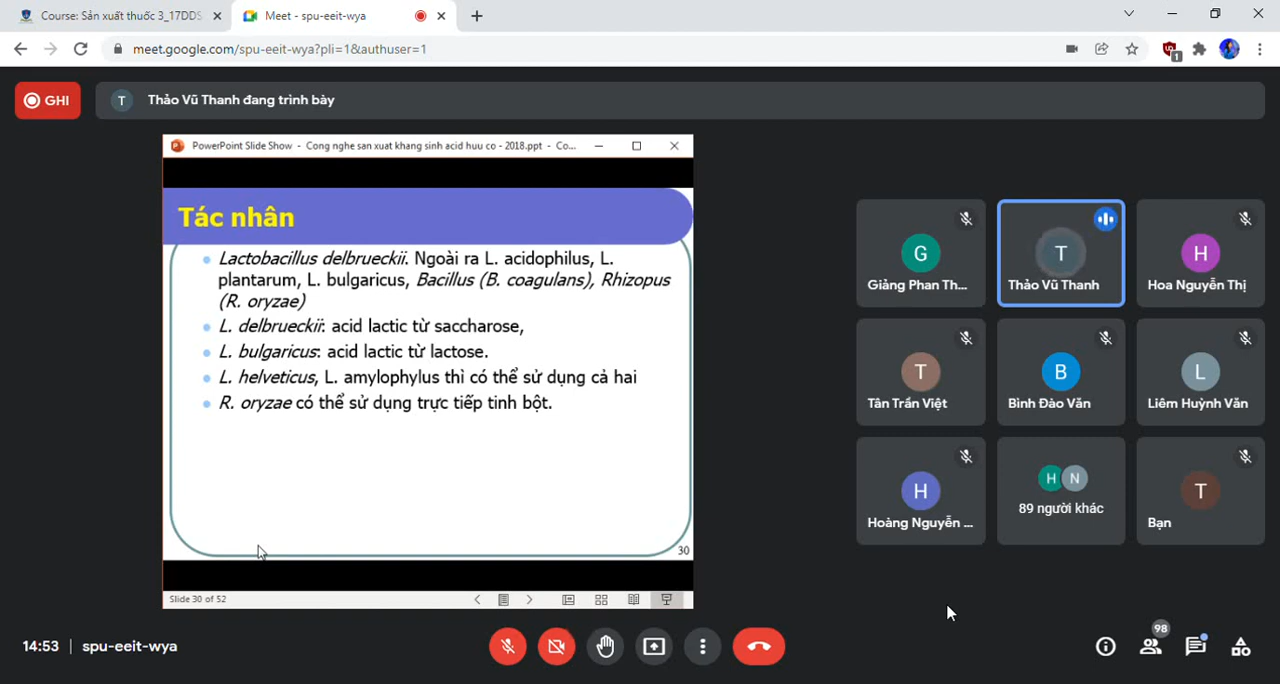 Course: Sản xuất thuốc 3_17DDS
Meet - spu-eeit-wya
meet.google.com/spu-eeit-wya?pli=1&authuser=1
1
GHI
T
Thảo Vũ Thanh đang trình bày
PowerPoint Slide Show - Cong nghe san xuat khang sinh acid huu co - 2018.ppt - Co...
Tác nhân
Lactobacillus delbrueckii. Ngoài ra L. acidophilus, L.
plantarum, L. bulgaricus, Bacillus (B. coagulans), Rhizopus
(R. oryzae)
L. delbrueckii: acid lactic từ saccharose,
L. bulgaricus: acid lactic từ lactose.
L. helveticus, L. amylophylus thì có thể sử dụng cả hai
R. oryzae có thể sử dụng trực tiếp tinh bột.
30
Slide 30 of 52
G
Giảng Phan Th...
T
Thảo Vũ Thanh
H
Hoa Nguyễn Thị
T
Tân Trần Việt
B
Bình Đào Văn
L
Liêm Huỳnh Văn
H
Hoàng Nguyễn ...
H N
89 người khác
T
Bạn
14:53 | spu-eeit-wya
98